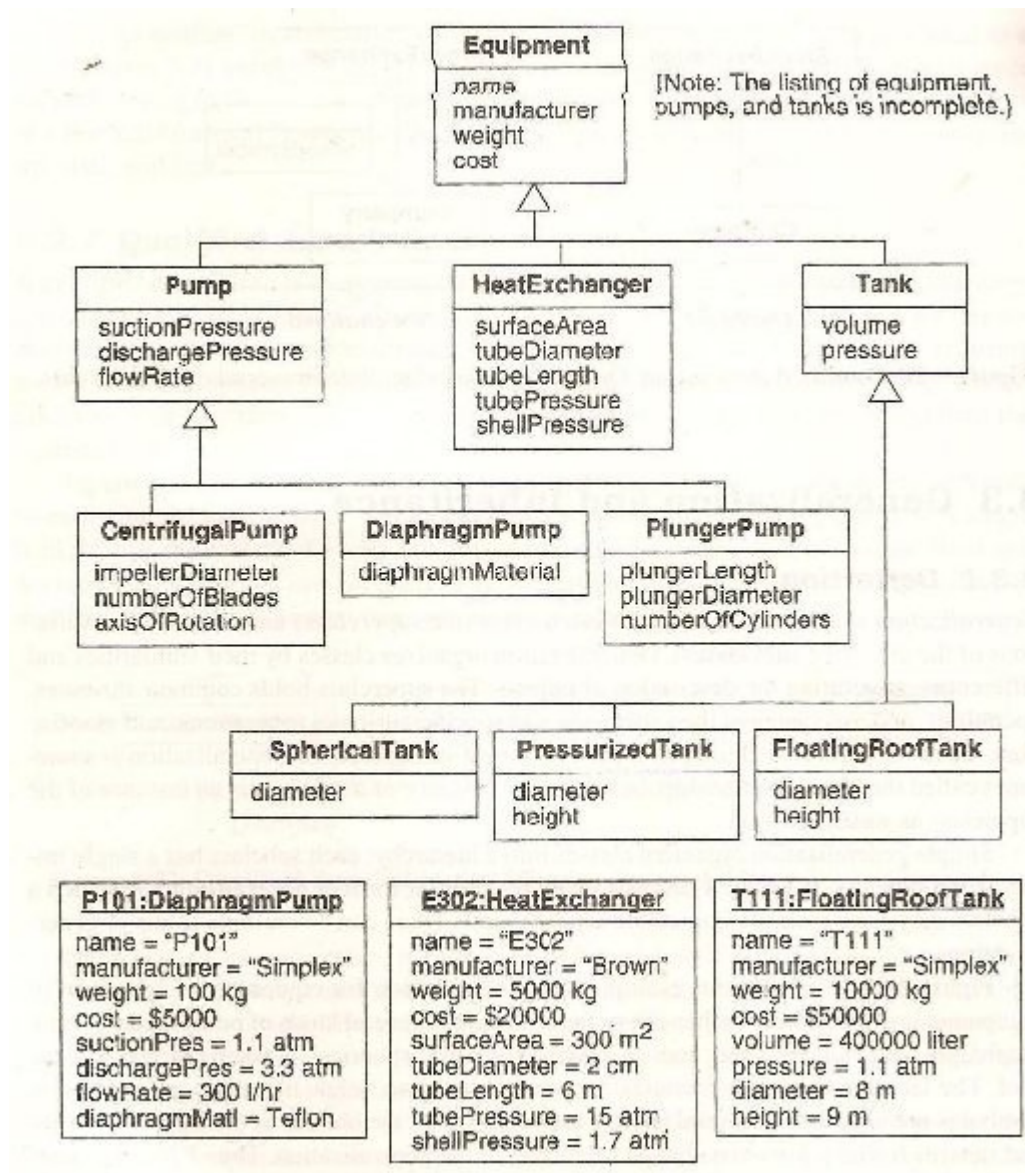 Equipment
name
manufacturer
weight
cost
{Note: The listing of equipment,
pumps, and tanks is incomplete.}
Pump
suctionPressure
dischargePressure
flowRate
HeatExchanger
surfaceArea
tubeDiameter
tubeLength
tubePressure
shellPressure
Tank
volume
pressure
CentrifugalPump
impellerDiameter
numberOfBlades
axisOfRotation
DiaphragmPump
diaphragmMaterial
PlungerPump
plungerLength
plungerDiameter
numberOfCylinders
SphericalTank
diameter
PressurizedTank
diameter
height
FloatingRoofTank
diameter
height
P101:DiaphragmPump
name = "P101"
manufacturer = "Simplex"
weight = 100 kg
cost = $5000
suctionPres = 1.1 atm
dischargePres = 3.3 atm
flowRate = 300 l/hr
diaphragmMatl = Teflon
E302:HeatExchanger
name = "E302"
manufacturer = "Brown"
weight = 5000 kg
cost = $20000
surfaceArea = 300 m²
tubeDiameter = 2 cm
tubeLength = 6 m
tubePressure = 15 atm
shellPressure = 1.7 atm
T111:FloatingRoofTank
name = "T111"
manufacturer = "Simplex"
weight = 10000 kg
cost = $50000
volume = 400000 liter
pressure = 1.1 atm
diameter = 8 m
height = 9 m